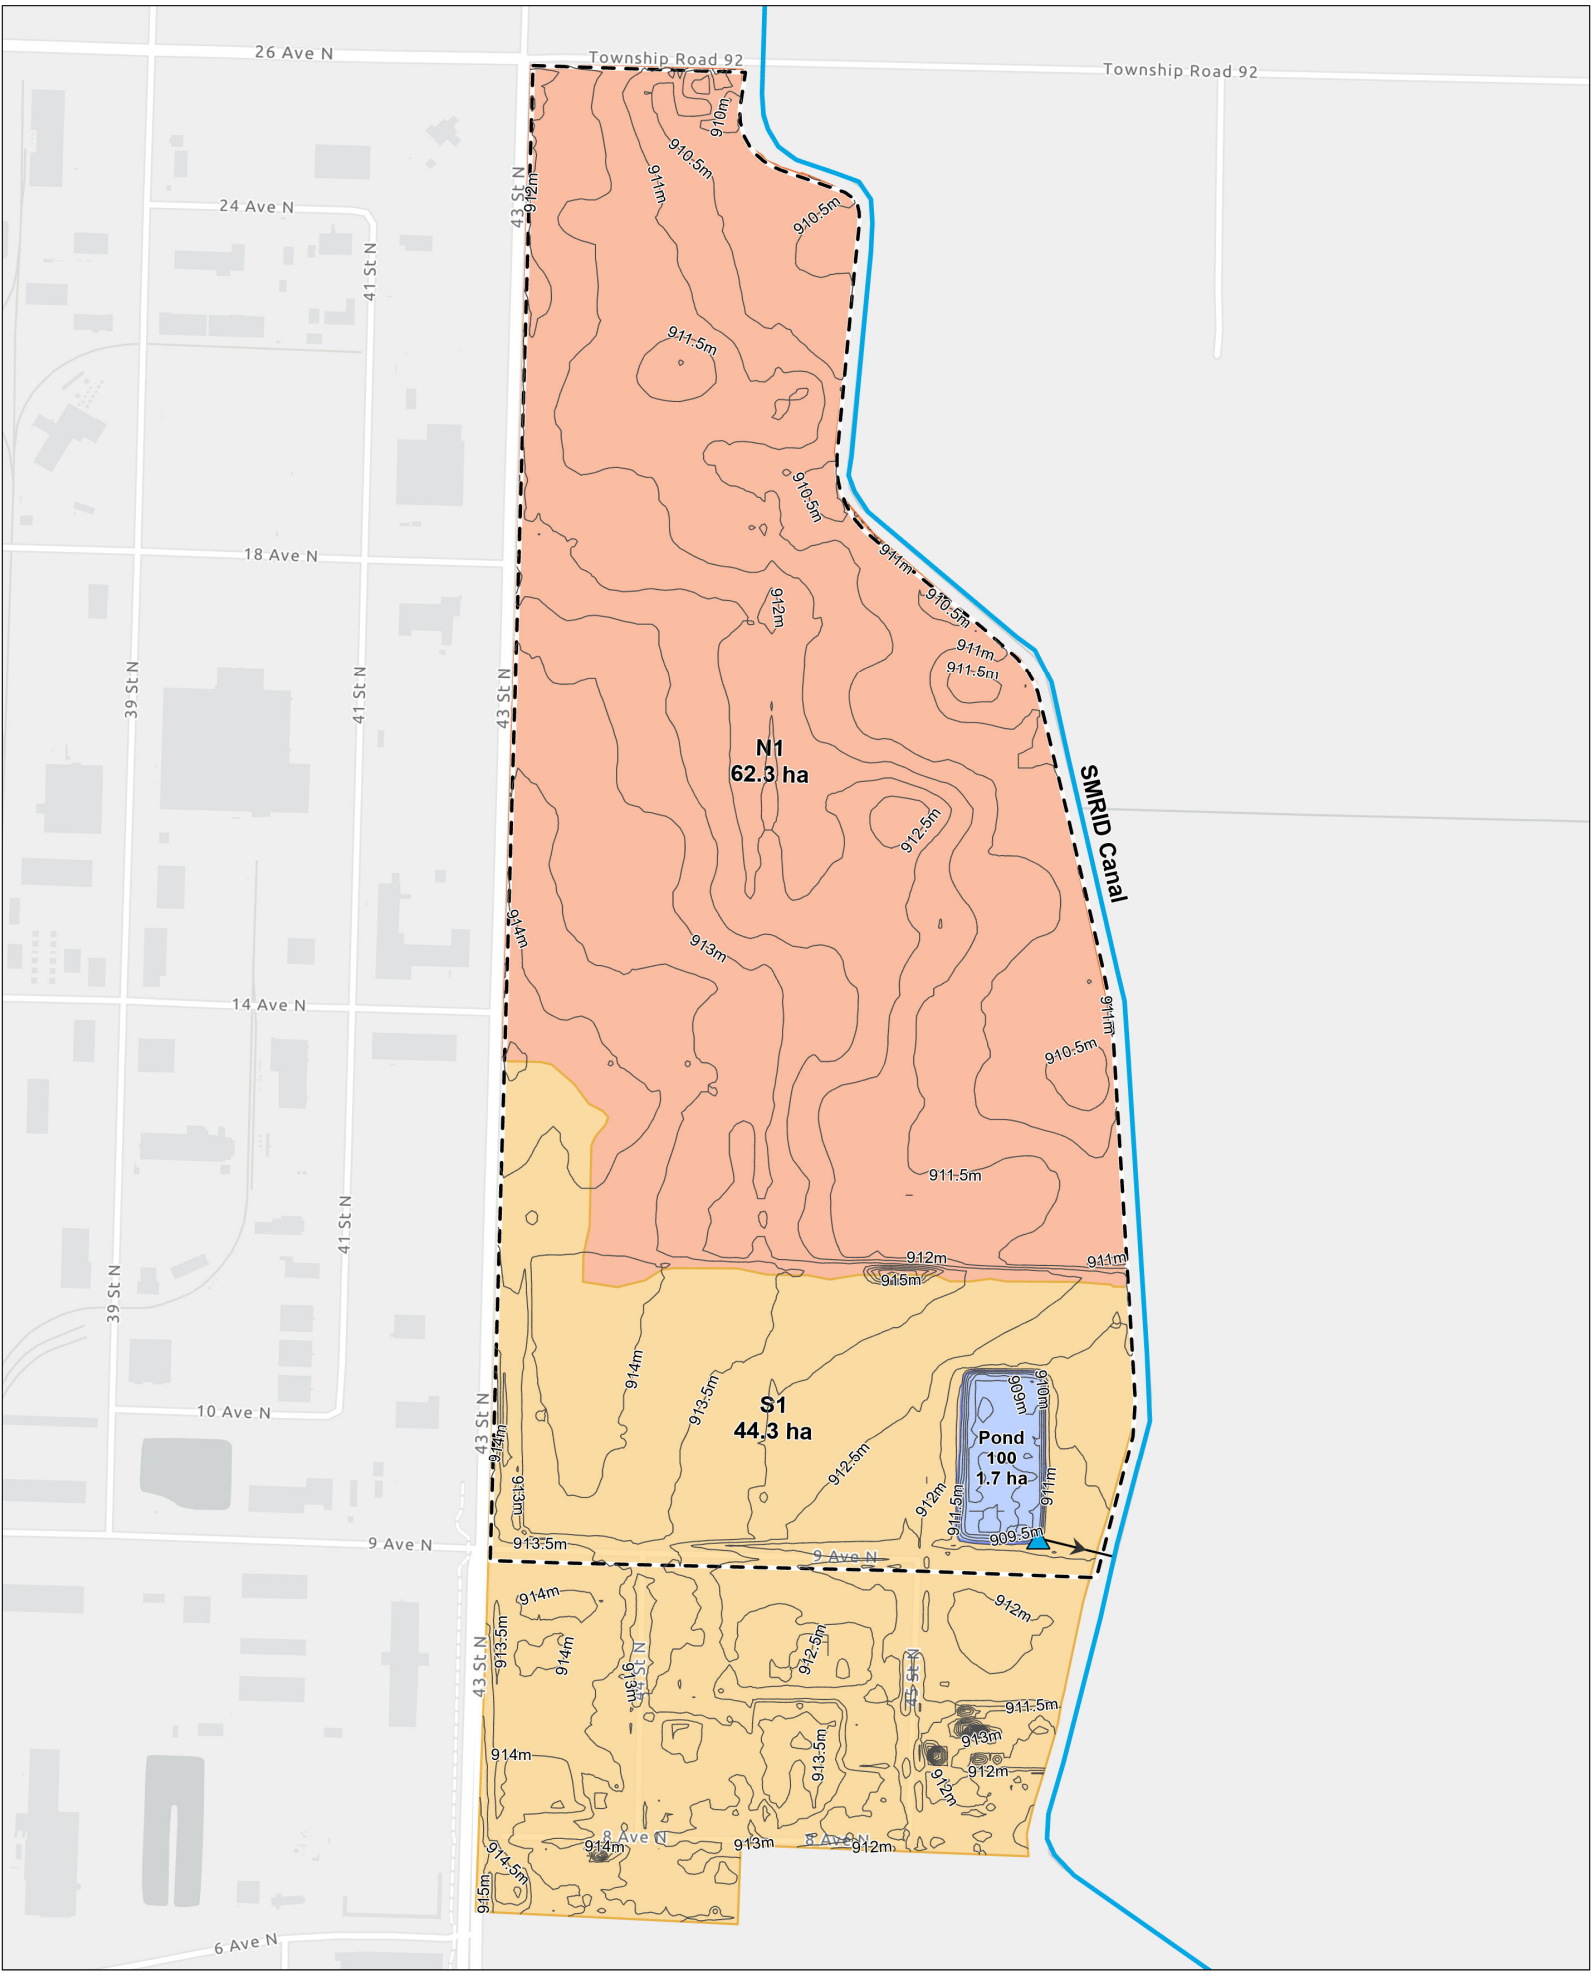 26 Ave N
Township Road 92
Township Road 92
910m
910.5m
911m
43 St N
912m
24 Ave N
910.5m
41 St N
911.5m
910.5m
18 Ave N
911m
910.5m
912m
911m
911.5m
39 St N
41 St N
43 St N
N1
62.3 ha
SMRID Canal
912.5m
914m
913m
14 Ave N
911m
910.5m
911.5m
41 St N
39 St N
912m
911m
915m
914m
913.5m
909m
910m
10 Ave N
43 St N
914m
S1
44.3 ha
Pond
100
1.7 ha
912.5m
913m
912m
911.5m
911m
909.5m
9 Ave N
913.5m
9 Ave N
914m
912m
913.5m
914m
912.5m
43 St N
913m
44 St N
45 St N
911.5m
913m
914m
913.5m
912m
912m
8 Ave N
914m
913m
8 Ave N
912m
914.5m
915m
6 Ave N